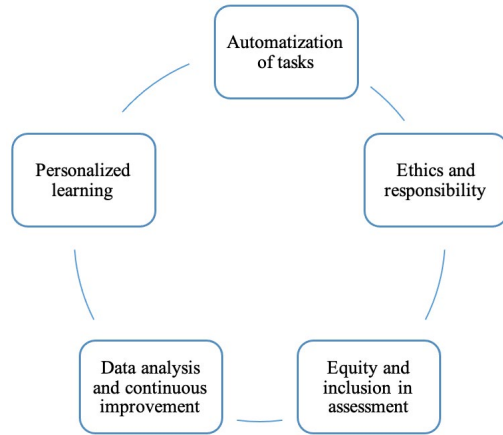 Automatization
of tasks
Ethics and
responsibility
Equity and
inclusion in
assessment
Data analysis
and continuous
improvement
Personalized
learning